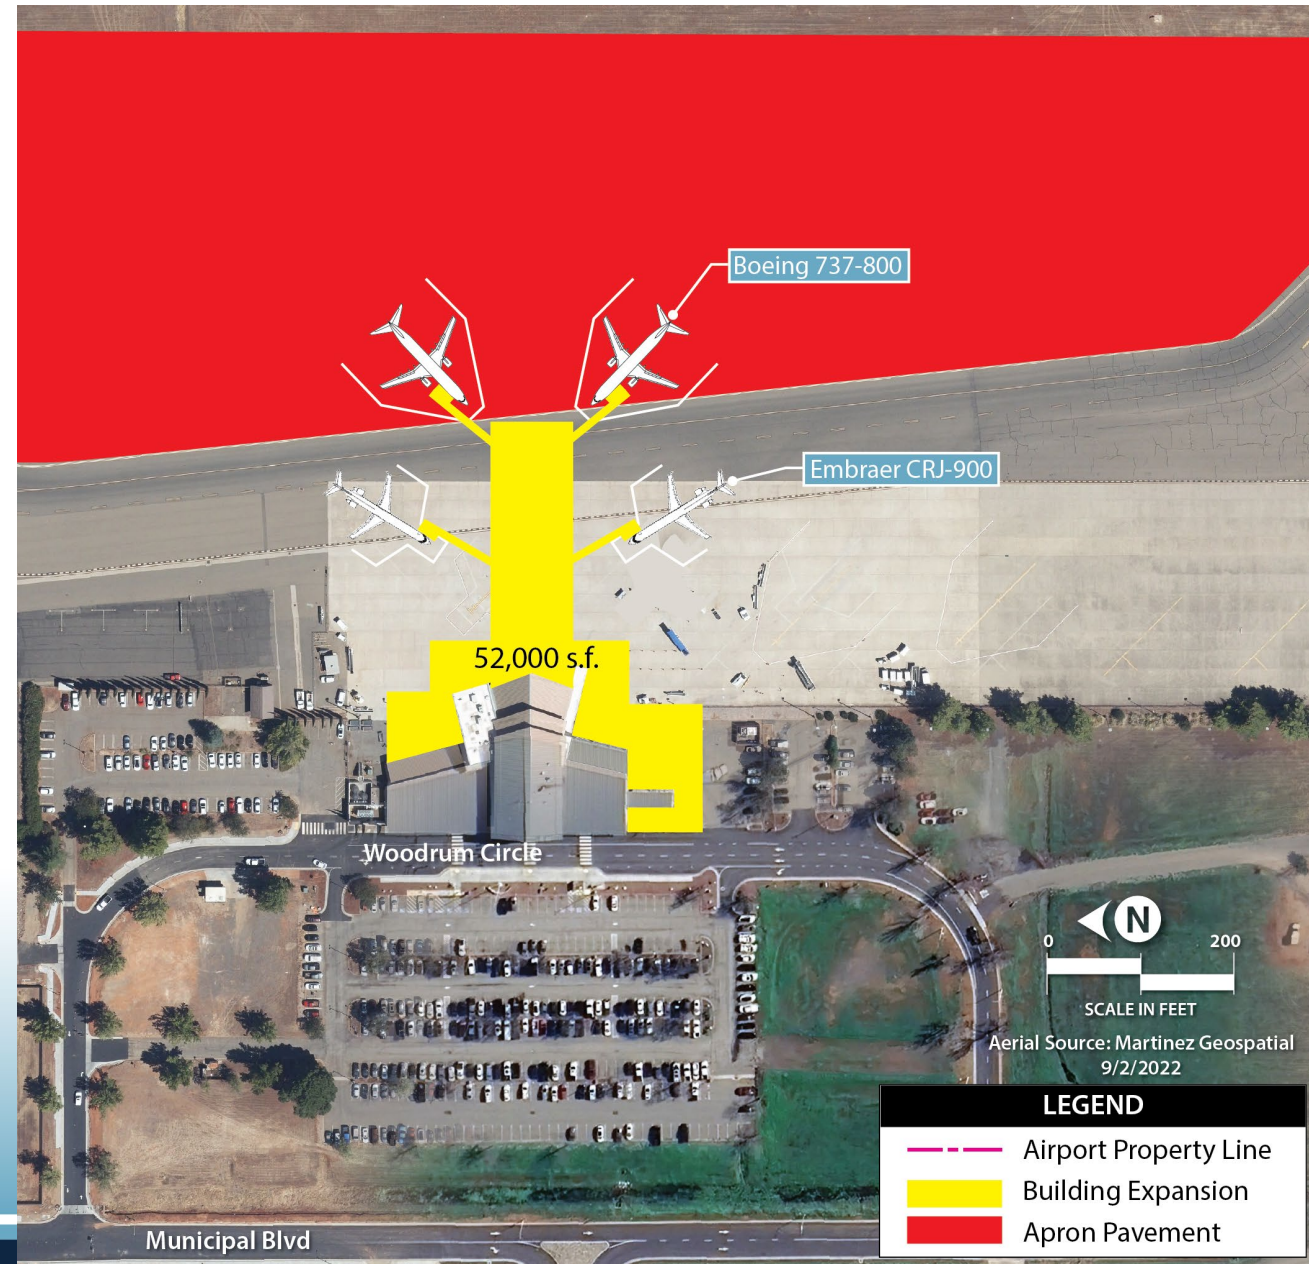 Boeing 737-800
Embraer CRJ-900
52,000 s.f.
Woodrum Circle
N
0 200
SCALE IN FEET
Aerial Source: Martinez Geospatial
9/2/2022
LEGEND
Airport Property Line
Building Expansion
Apron Pavement
Municipal Blvd